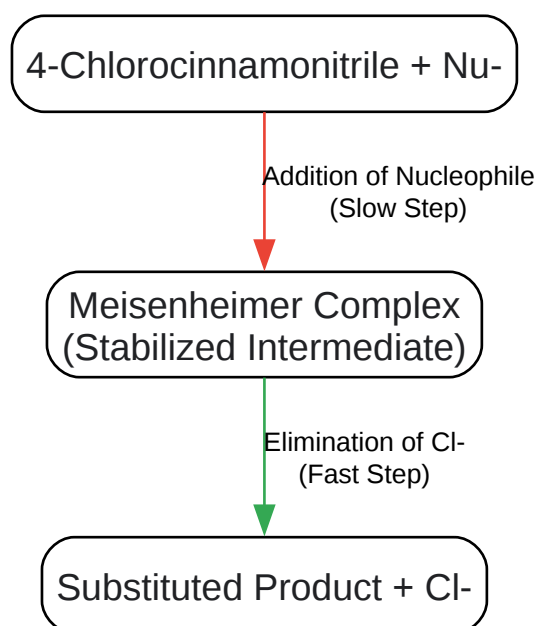 4-Chlorocinnamonitrile + Nu-
Addition of Nucleophile
(Slow Step)
Meisenheimer Complex
(Stabilized Intermediate)
Elimination of Cl-
(Fast Step)
Substituted Product + Cl-